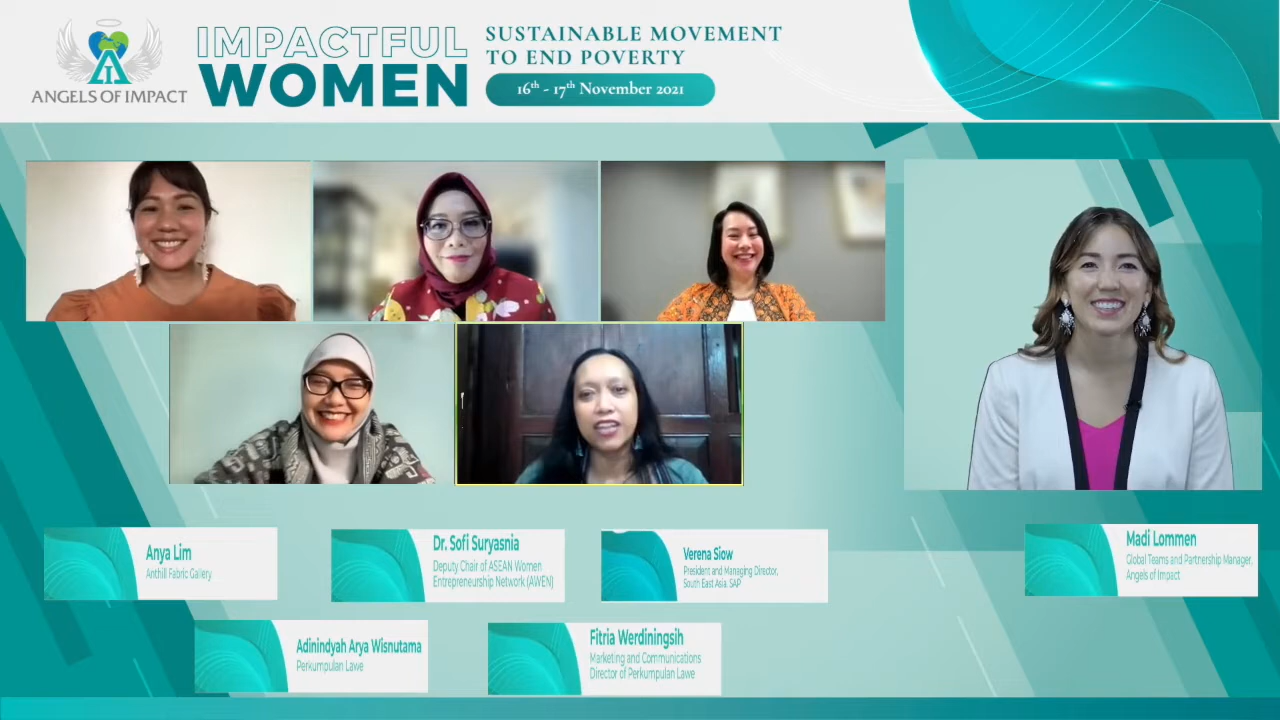 ANGELS OF IMPACT
IMPACTFUL
WOMEN
SUSTAINABLE MOVEMENT
TO END POVERTY
16th - 17th November 2021
Anya Lim
Anthill Fabric Gallery
Dr. Sofi Suryasnia
Deputy Chair of ASEAN Women
Entrepreneurship Network (AWEN)
Verena Siow
President and Managing Director,
South East Asia, SAP
Madi Lommen
Global Teams and Partnership Manager,
Angels of Impact
Adinindyah Arya Wisnutama
Perkumpulan Lawe
Fitria Werdiningsih
Marketing and Communications
Director of Perkumpulan Lawe